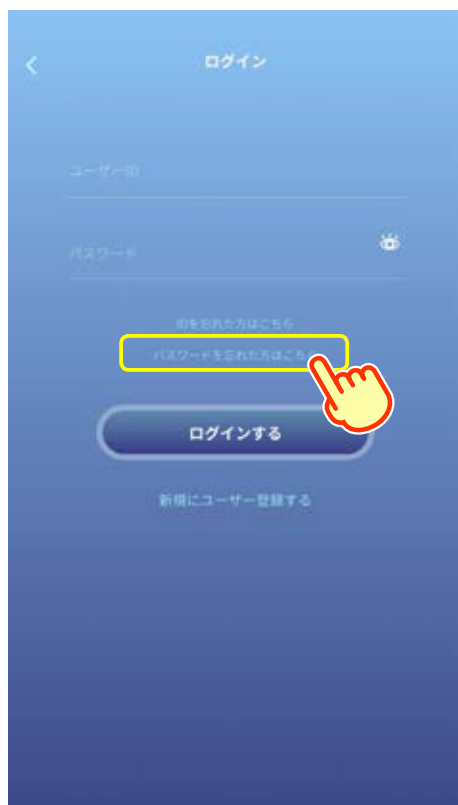 ログイン
ユーザーID
パスワード
IDを忘れた方はこちら
パスワードを忘れた方はこち
ログインする
新規にユーザー登録する